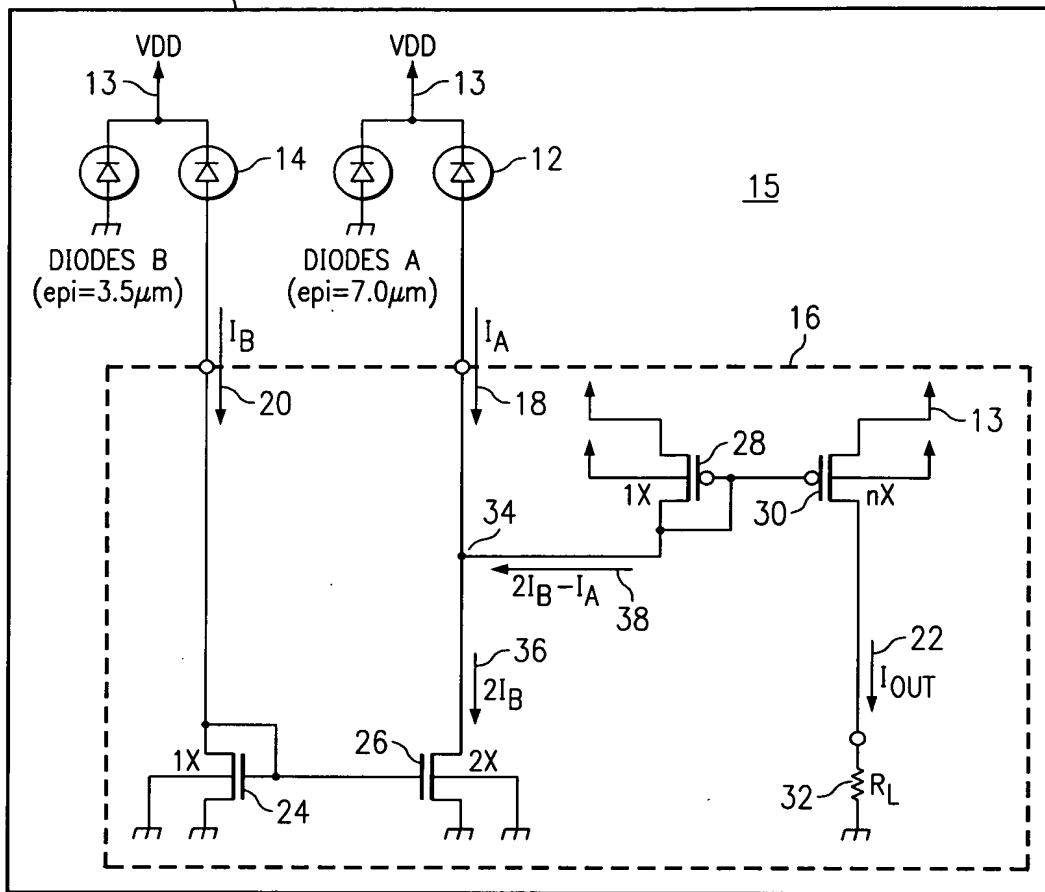 VDD
VDD
13
13
14
12
15
DIODES B
(epi=3.5μm)
DIODES A
(epi=7.0μm)
I_B
I_A
16
20
18
13
28
1X
30
nX
34
2I_B-I_A
38
36
2I_B
22
I_OUT
26
1X
2X
24
32
R_L